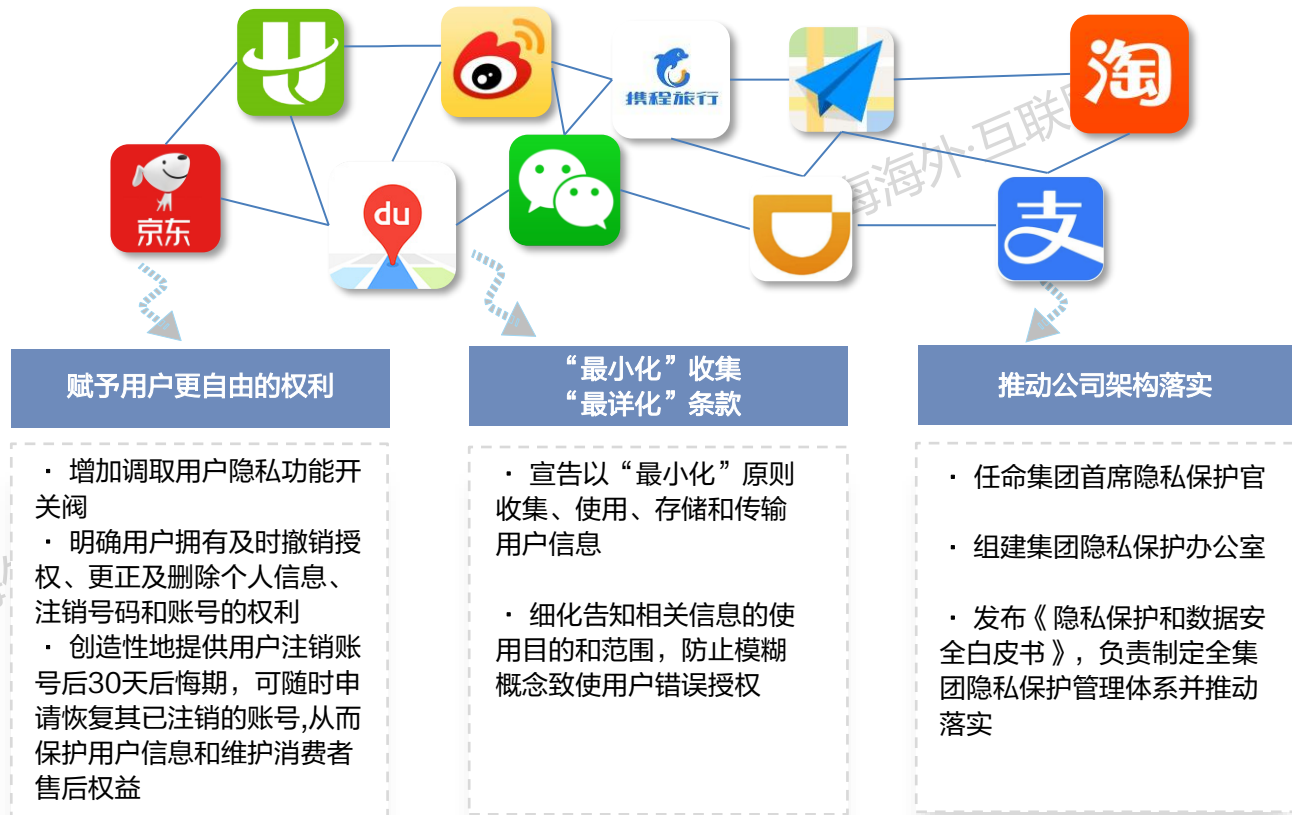 携程旅行
淘
海海外·互联
京东
du
支
赋予用户更自由的权利
“最小化”收集
“最详化”条款
推动公司架构落实
· 增加调取用户隐私功能开
关阀
· 明确用户拥有及时撤销授
权、更正及删除个人信息、
注销号码和账号的权利
· 创造性地提供用户注销账
号后30天后悔期，可随时申
请恢复其已注销的账号,从而
保护用户信息和维护消费者
售后权益
· 宣告以“最小化”原则
收集、使用、存储和传输
用户信息
· 细化告知相关信息的使
用目的和范围，防止模糊
概念致使用户错误授权
· 任命集团首席隐私保护官
· 组建集团隐私保护办公室
· 发布《隐私保护和数据安
全白皮书》，负责制定全集
团隐私保护管理体系并推动
落实